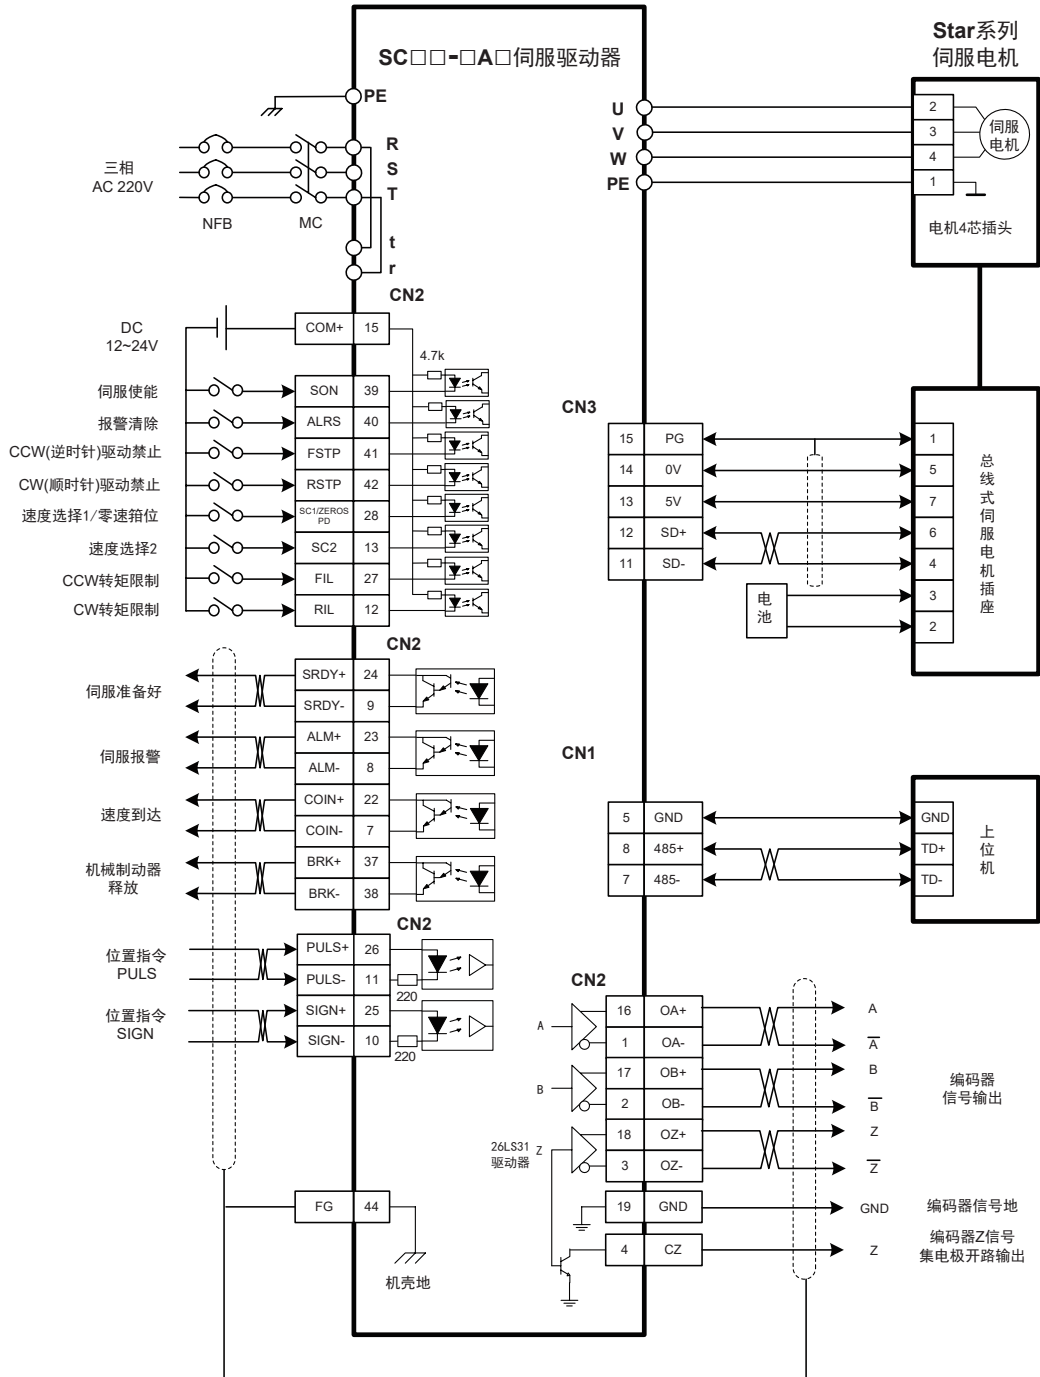 Star系列
伺服电机
SC□□-□A□伺服驱动器
PE
R
S
T
t
r
三相
AC 220V
NFB
MC
U
V
W
PE
2
3
4
1
伺服
电机
电机4芯插头
CN2
DC
12~24V
COM+ 15
4.7k
伺服使能 SON 39
报警清除 ALRS 40
CCW(逆时针)驱动禁止 FSTP 41
CW(顺时针)驱动禁止 RSTP 42
速度选择1/零速箝位 SC1/ZEROS
PD 28
速度选择2 SC2 13
CCW转矩限制 FIL 27
CW转矩限制 RIL 12
CN3
15 PG 1
14 0V 5
13 5V 7
12 SD+ 6
11 SD- 4
3
2
电池
总线式伺服电机插座
CN2
伺服准备好
SRDY+ 24
SRDY- 9
伺服报警
ALM+ 23
ALM- 8
速度到达
COIN+ 22
COIN- 7
机械制动器
释放
BRK+ 37
BRK- 38
CN1
5 GND GND
8 485+ TD+
7 485- TD-
上位机
CN2
位置指令
PULS
PULS+ 26
PULS- 11
220
位置指令
SIGN
SIGN+ 25
SIGN- 10
220
CN2
A 16 OA+ A
1 OA- A̅
B 17 OB+ B
2 OB- B̅
26LS31
驱动器
Z 18 OZ+ Z
3 OZ- Z̅
编码器
信号输出
19 GND GND 编码器信号地
4 CZ Z 编码器Z信号
集电极开路输出
FG 44
机壳地